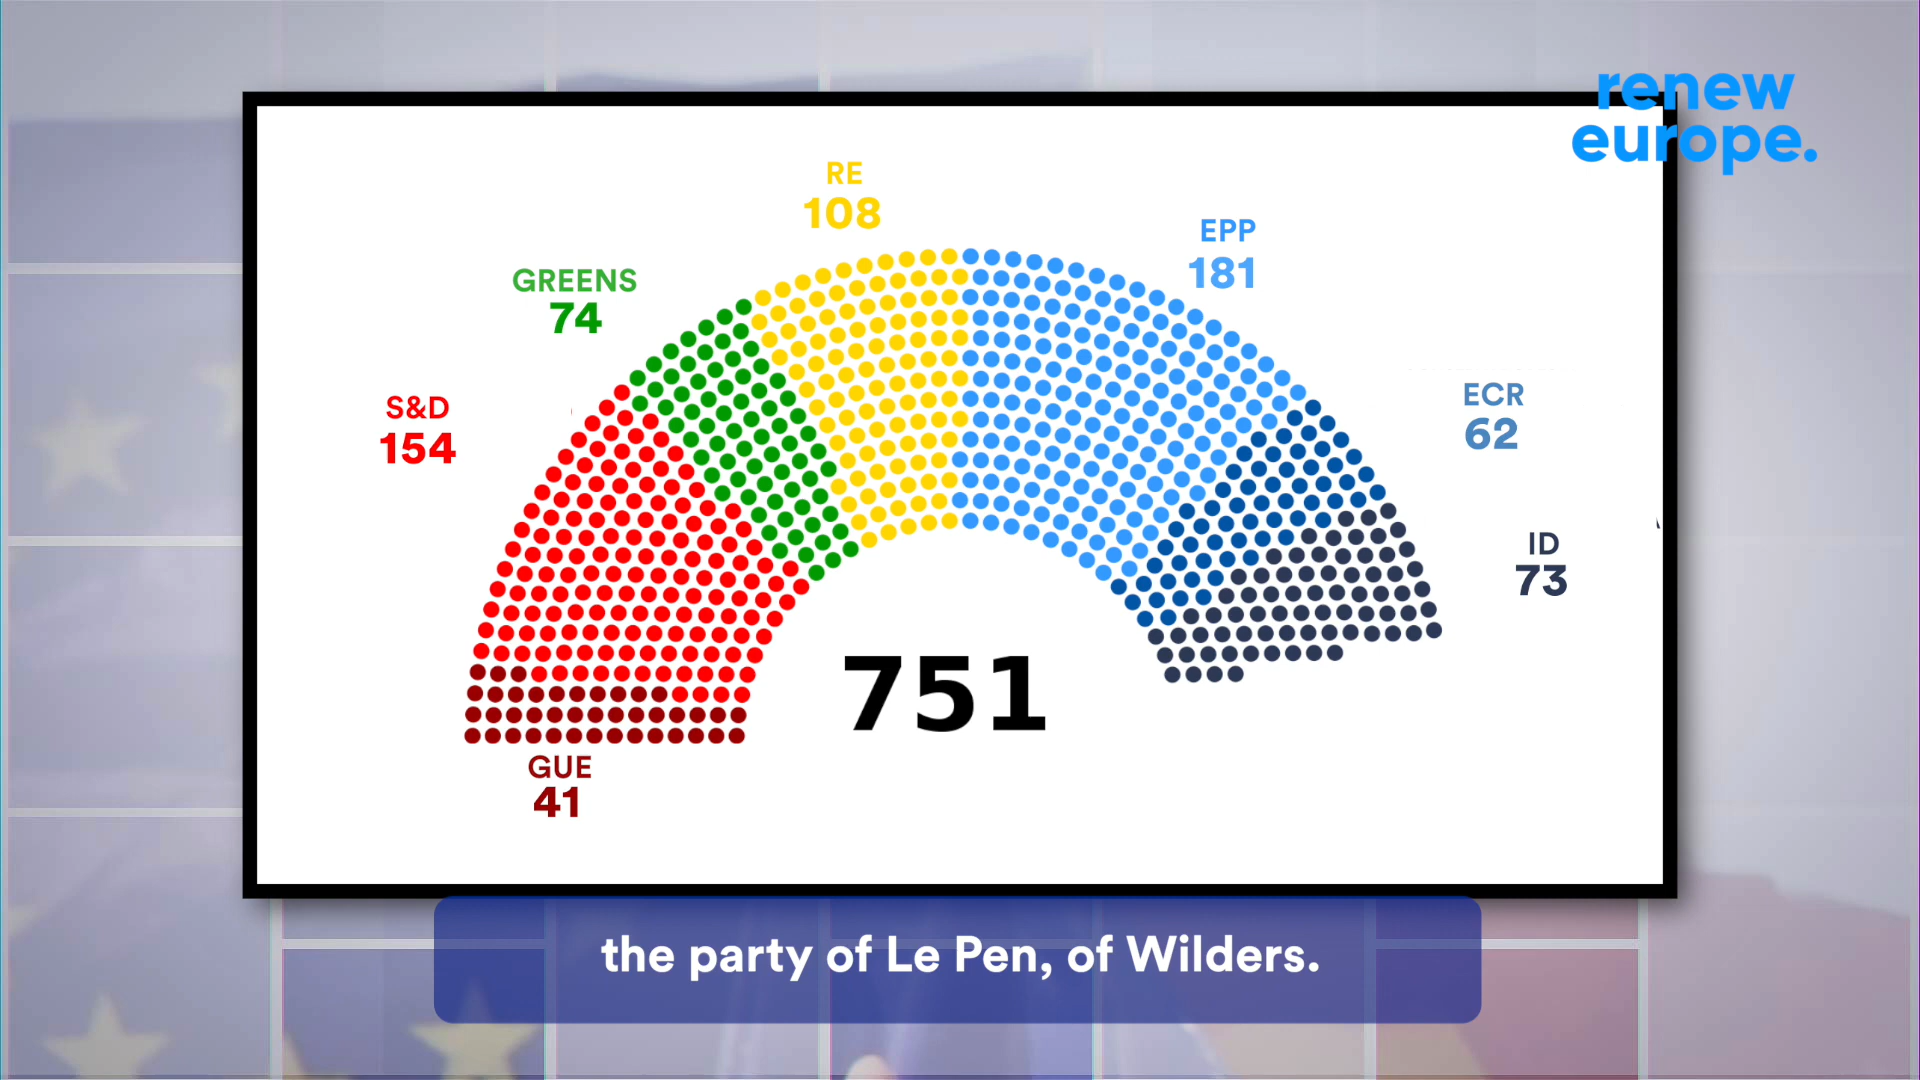 renew
europe.
RE
108
EPP
181
GREENS
74
S&D
154
ECR
62
ID
73
751
GUE
41
the party of Le Pen, of Wilders.